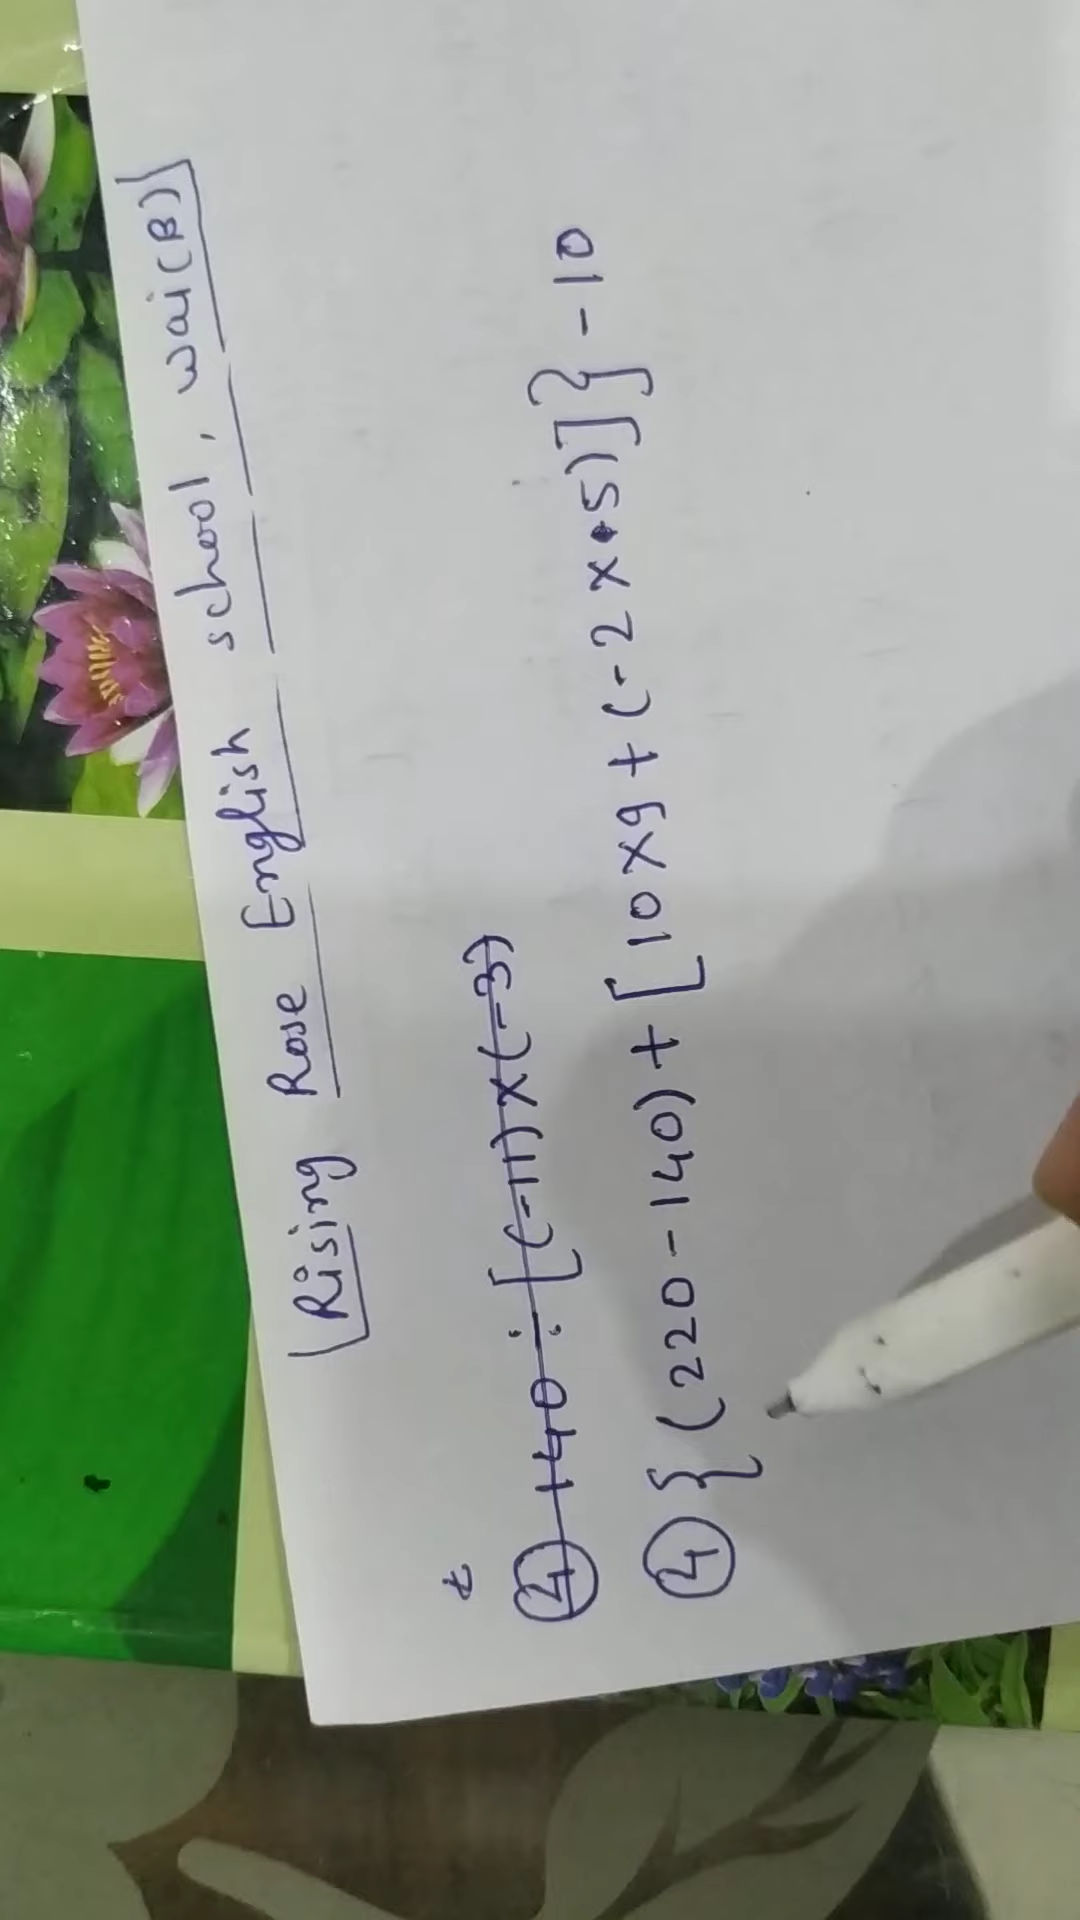 Rising Rose English school, wai(B)
t
④ 140 ÷ [(-11)×(-3)
④ {(220-140)+[10×9+(-2×5)]}-10